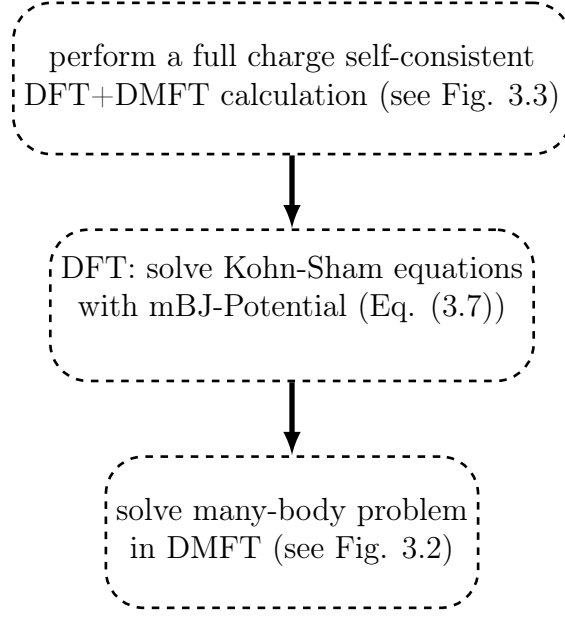 perform a full charge self-consistent
DFT+DMFT calculation (see Fig. 3.3)
DFT: solve Kohn-Sham equations
with mBJ-Potential (Eq. (3.7))
solve many-body problem
in DMFT (see Fig. 3.2)